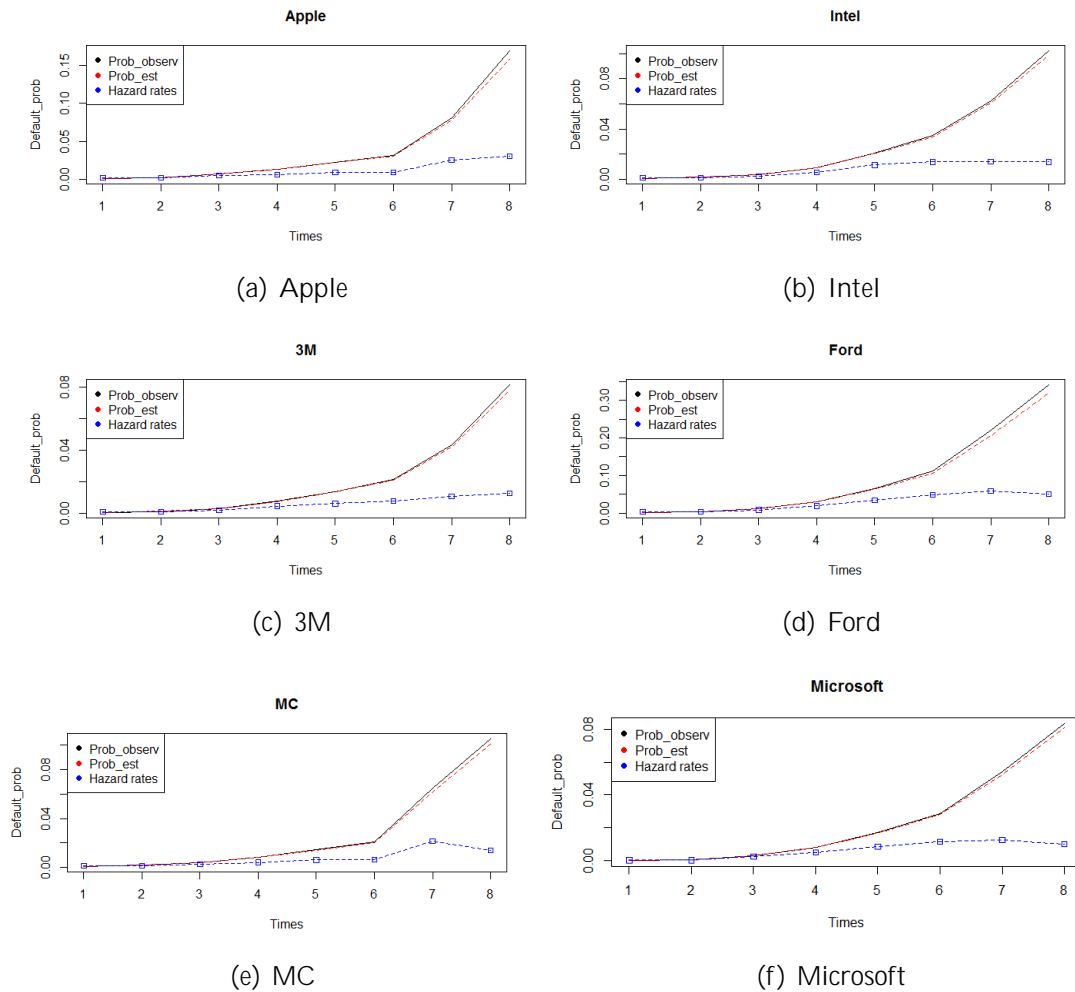 Apple
Prob_observ
Prob_est
Hazard rates
Default_prob
0.00 0.05 0.10 0.15
1 2 3 4 5 6 7 8
Times
(a) Apple
Intel
Prob_observ
Prob_est
Hazard rates
Default_prob
0.00 0.04 0.08
1 2 3 4 5 6 7 8
Times
(b) Intel
3M
Prob_observ
Prob_est
Hazard rates
Default_prob
0.00 0.04 0.08
1 2 3 4 5 6 7 8
Times
(c) 3M
Ford
Prob_observ
Prob_est
Hazard rates
Default_prob
0.00 0.10 0.20 0.30
1 2 3 4 5 6 7 8
Times
(d) Ford
MC
Prob_observ
Prob_est
Hazard rates
Default_prob
0.00 0.04 0.08
1 2 3 4 5 6 7 8
Times
(e) MC
Microsoft
Prob_observ
Prob_est
Hazard rates
Default_prob
0.00 0.04 0.08
1 2 3 4 5 6 7 8
Times
(f) Microsoft